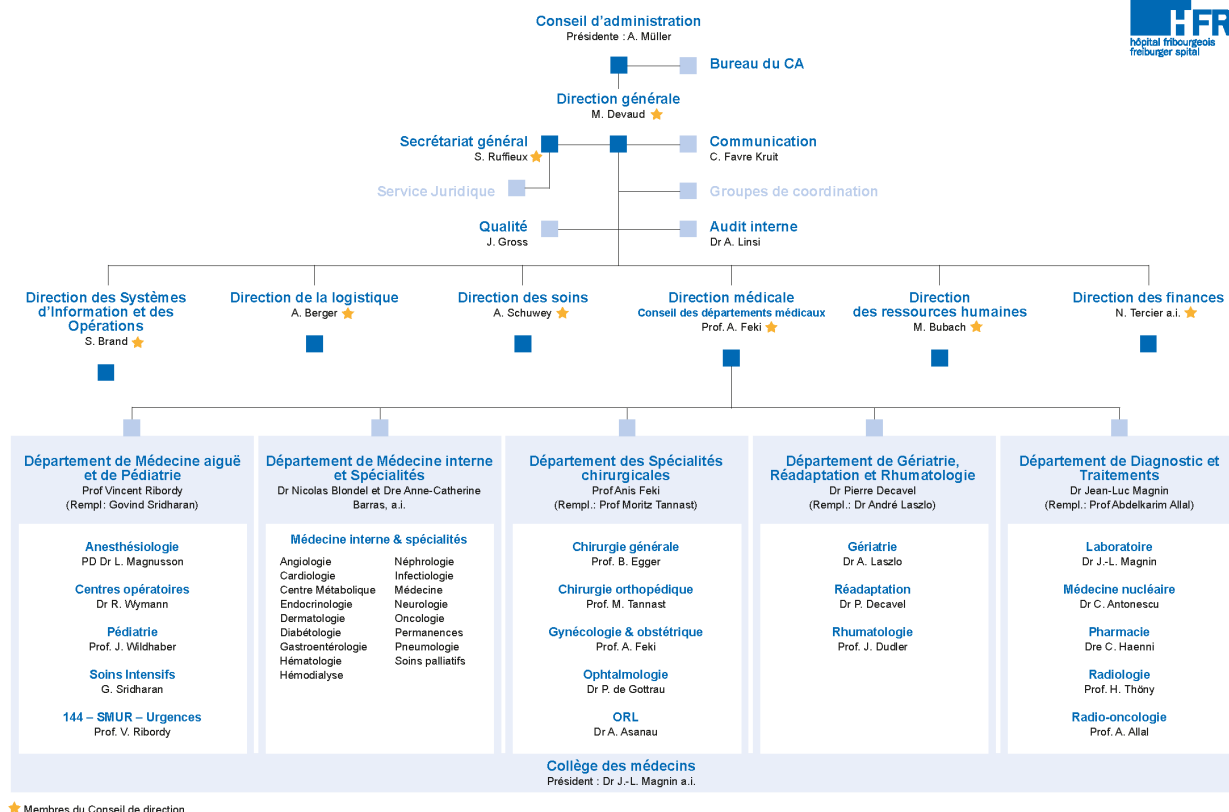 HFR
hôpital fribourgeois
freiburger spital
Conseil d'administration
Présidente : A. Müller
Bureau du CA
Direction générale
M. Devaud
Secrétariat général
S. Ruffieux
Communication
C. Favre Kruit
Service Juridique
Groupes de coordination
Qualité
J. Gross
Audit interne
Dr A. Linsi
Direction des Systèmes
d'Information et des
Opérations
S. Brand
Direction de la logistique
A. Berger
Direction des soins
A. Schuwey
Direction médicale
Conseil des départements médicaux
Prof. A. Feki
Direction
des ressources humaines
M. Bubach
Direction des finances
N. Tercier a.i.
Département de Médecine aiguë
et de Pédiatrie
Prof Vincent Ribordy
(Rempl: Govind Sridharan)
Anesthésiologie
PD Dr L. Magnusson
Centres opératoires
Dr R. Wymann
Pédiatrie
Prof. J. Wildhaber
Soins Intensifs
G. Sridharan
144 – SMUR – Urgences
Prof. V. Ribordy
Département de Médecine interne
et Spécialités
Dr Nicolas Blondel et Dre Anne-Catherine
Barras, a.i.
Médecine interne & spécialités
Angiologie
Cardiologie
Centre Métabolique
Endocrinologie
Dermatologie
Diabétologie
Gastroentérologie
Hématologie
Hémodialyse
Néphrologie
Infectiologie
Médecine
Neurologie
Oncologie
Permanences
Pneumologie
Soins palliatifs
Département des Spécialités
chirurgicales
Prof Anis Feki
(Rempl.: Prof Moritz Tannast)
Chirurgie générale
Prof. B. Egger
Chirurgie orthopédique
Prof. M. Tannast
Gynécologie & obstétrique
Prof. A. Feki
Ophtalmologie
Dr P. de Gottrau
ORL
Dr A. Asanau
Département de Gériatrie,
Réadaptation et Rhumatologie
Dr Pierre Decavel
(Rempl.: Dr André Laszlo)
Gériatrie
Dr A. Laszlo
Réadaptation
Dr P. Decavel
Rhumatologie
Prof. J. Dudler
Département de Diagnostic et
Traitements
Dr Jean-Luc Magnin
(Rempl.: Prof Abdelkarim Allal)
Laboratoire
Dr J.-L. Magnin
Médecine nucléaire
Dr C. Antonescu
Pharmacie
Dre C. Haenni
Radiologie
Prof. H. Thöny
Radio-oncologie
Prof. A. Allal
Collège des médecins
Président : Dr J.-L. Magnin a.i.
Membres du Conseil de direction